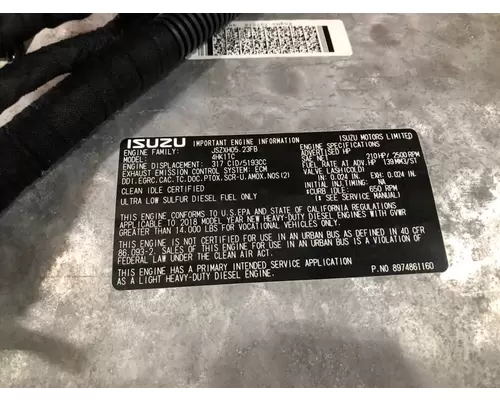 ISUZU IMPORTANT ENGINE INFORMATION ISUZU MOTORS LIMITED
ENGINE FAMILY: JSZXH05.23FB
MODEL: 4HK1TC
ENGINE DISPLACEMENT: 317 CID/5193CC
EXHAUST EMISSION CONTROL SYSTEM: ECM
DDI.EGRC.CAC.TC.DOC.PTOX.SCR-U.AMOX.NOS(2)
CLEAN IDLE CERTIFIED
ULTRA LOW SULFUR DIESEL FUEL ONLY
ENGINE SPECIFICATIONS
ADVERTISED HP
SAE NET 210HP/ 2500 RPM
FUEL RATE AT ADV.HP 139MM3/ST
VALVE LASH(COLD)
IN: 0.024 IN. EXH: 0.024 IN.
INITIAL INJECTION TIMING:
NA
*CURB IDLE: 650 RPM
(* SEE SERVICE MANUAL)
THIS ENGINE CONFORMS TO U.S.EPA AND STATE OF CALIFORNIA REGULATIONS
APPLICABLE TO 2018 MODEL YEAR NEW HEAVY-DUTY DIESEL ENGINES WITH GVWR
GREATER THAN 14,000 LBS FOR VOCATIONAL VEHICLES ONLY.
THIS ENGINE IS NOT CERTIFIED FOR USE IN AN URBAN BUS AS DEFINED IN 40 CFR
86.093-2. SALES OF THIS ENGINE FOR USE IN AN URBAN BUS IS A VIOLATION OF
FEDERAL LAW UNDER THE CLEAN AIR ACT.
THIS ENGINE HAS A PRIMARY INTENDED SERVICE APPLICATION
AS A LIGHT HEAVY-DUTY DIESEL ENGINE.
P.NO 8974861160